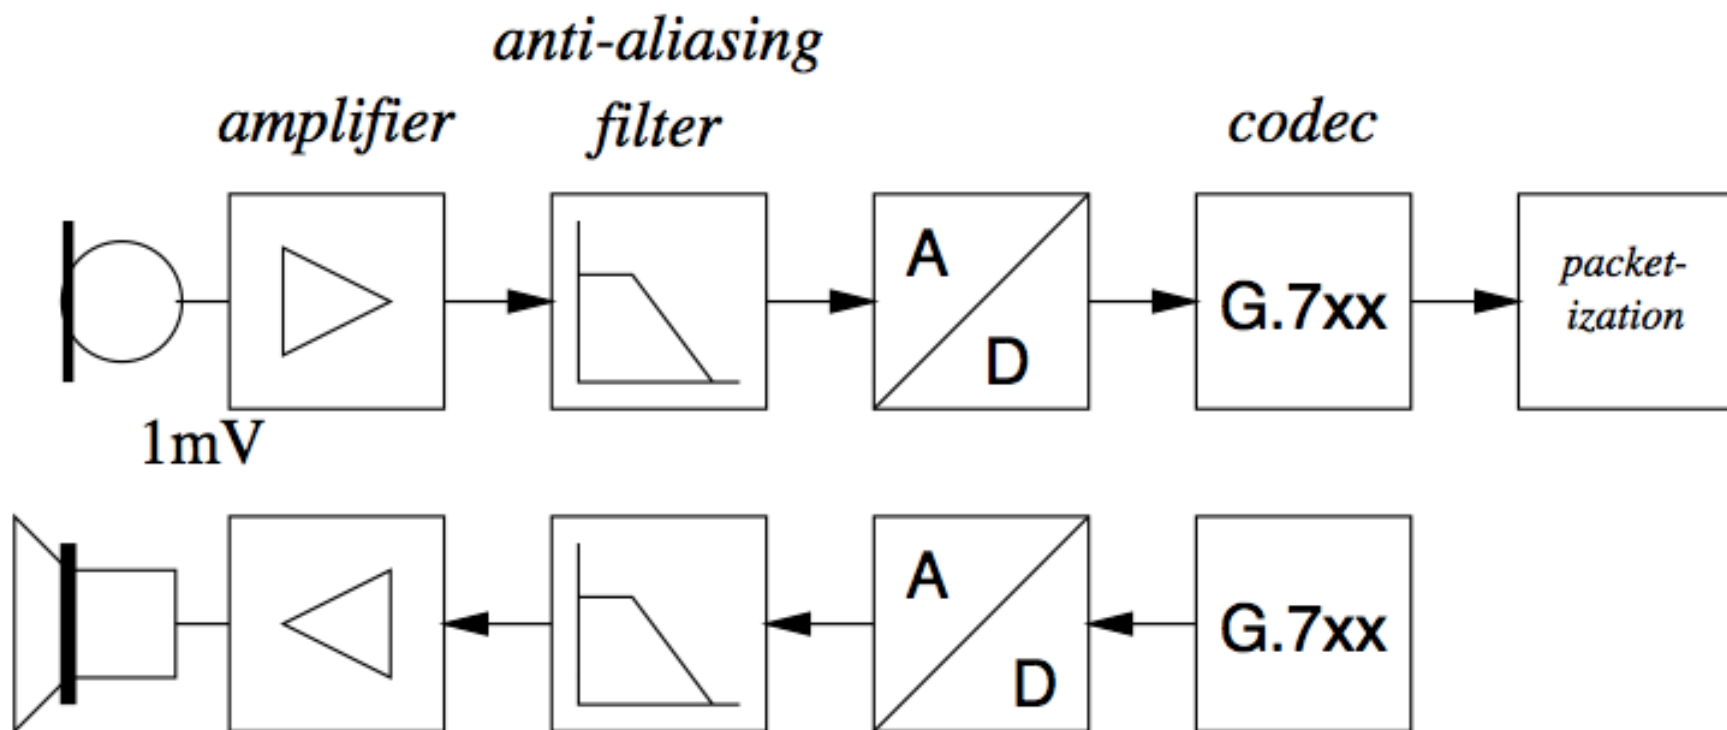 anti-aliasing
amplifier filter codec
A
D
G.7xx
packet-
ization
1mV
A
D
G.7xx